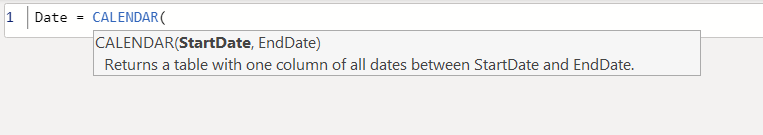 1 Date = CALENDAR(
CALENDAR(StartDate, EndDate)
Returns a table with one column of all dates between StartDate and EndDate.